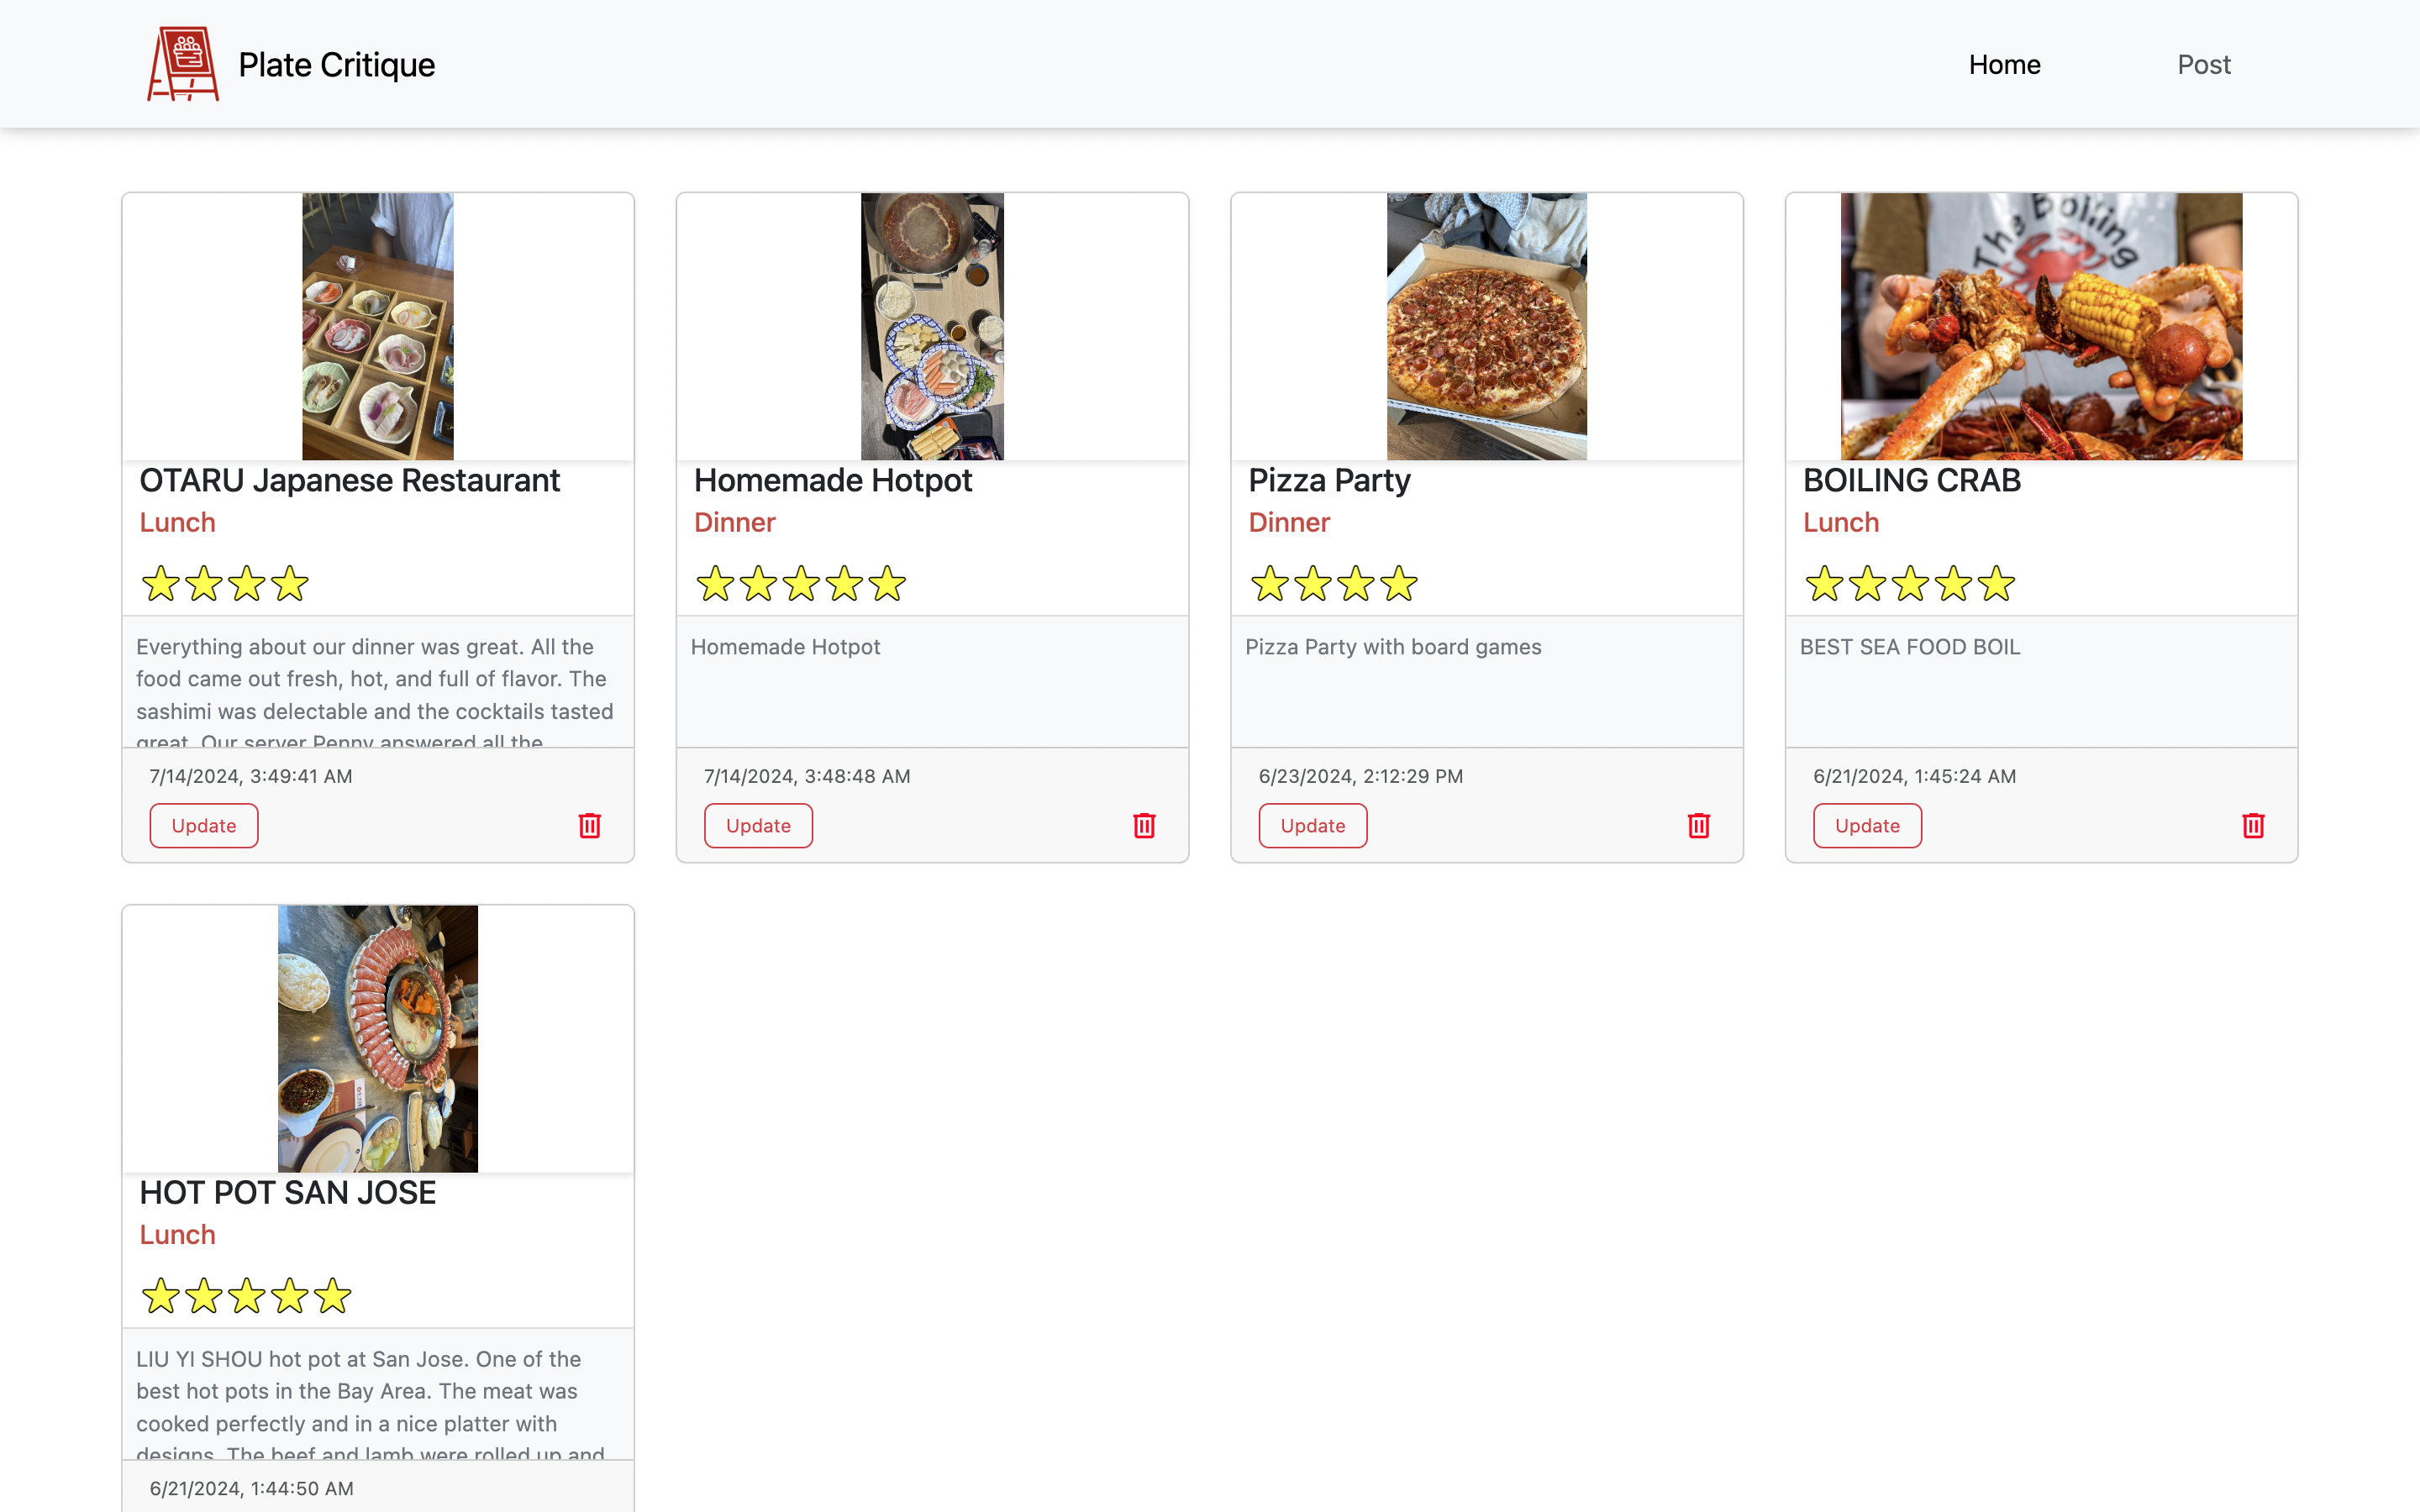 Plate Critique
Home
Post
OTARU Japanese Restaurant
Lunch
Everything about our dinner was great. All the
food came out fresh, hot, and full of flavor. The
sashimi was delectable and the cocktails tasted
great. Our server Penny answered all the
7/14/2024, 3:49:41 AM
Update
Homemade Hotpot
Dinner
Homemade Hotpot
7/14/2024, 3:48:48 AM
Update
Pizza Party
Dinner
Pizza Party with board games
6/23/2024, 2:12:29 PM
Update
The Boiling
BOILING CRAB
Lunch
BEST SEA FOOD BOIL
6/21/2024, 1:45:24 AM
Update
HOT POT SAN JOSE
Lunch
LIU YI SHOU hot pot at San Jose. One of the
best hot pots in the Bay Area. The meat was
cooked perfectly and in a nice platter with
designs. The beef and lamb were rolled up and
6/21/2024, 1:44:50 AM